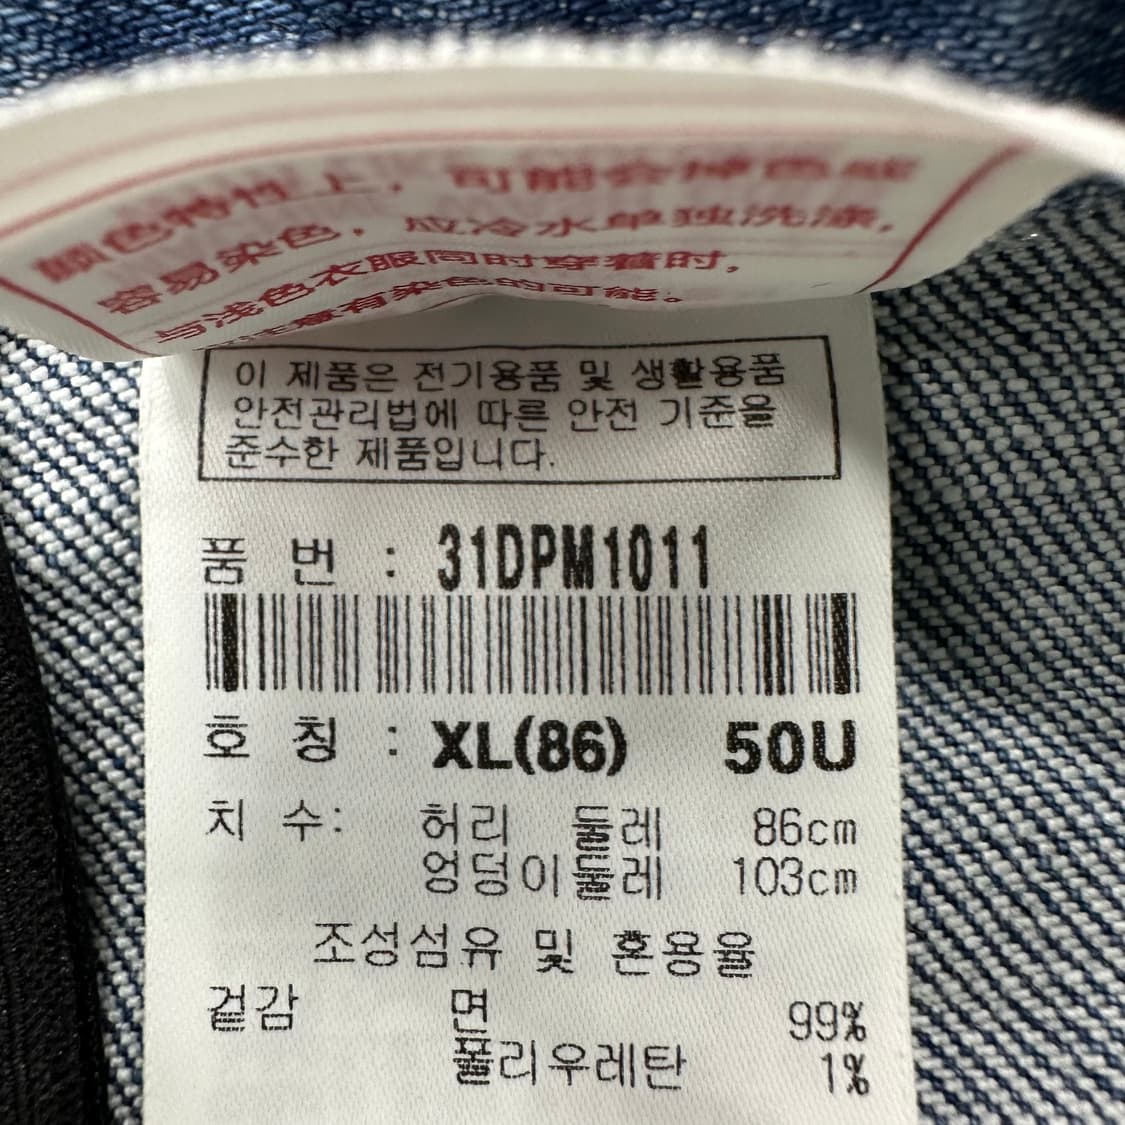 颜色特性上，可能会掉色或
容易染色，应冷水单独洗涤，
与浅色衣服同时穿着时，
注意有染色的可能。
이 제품은 전기용품 및 생활용품
안전관리법에 따른 안전 기준을
준수한 제품입니다.
품 번 : 31DPM1011
호 칭 : XL(86) 50U
치 수: 허리 둘레 86cm
엉덩이둘레 103cm
조성섬유 및 혼용율
겉감 면 99%
폴리우레탄 1%